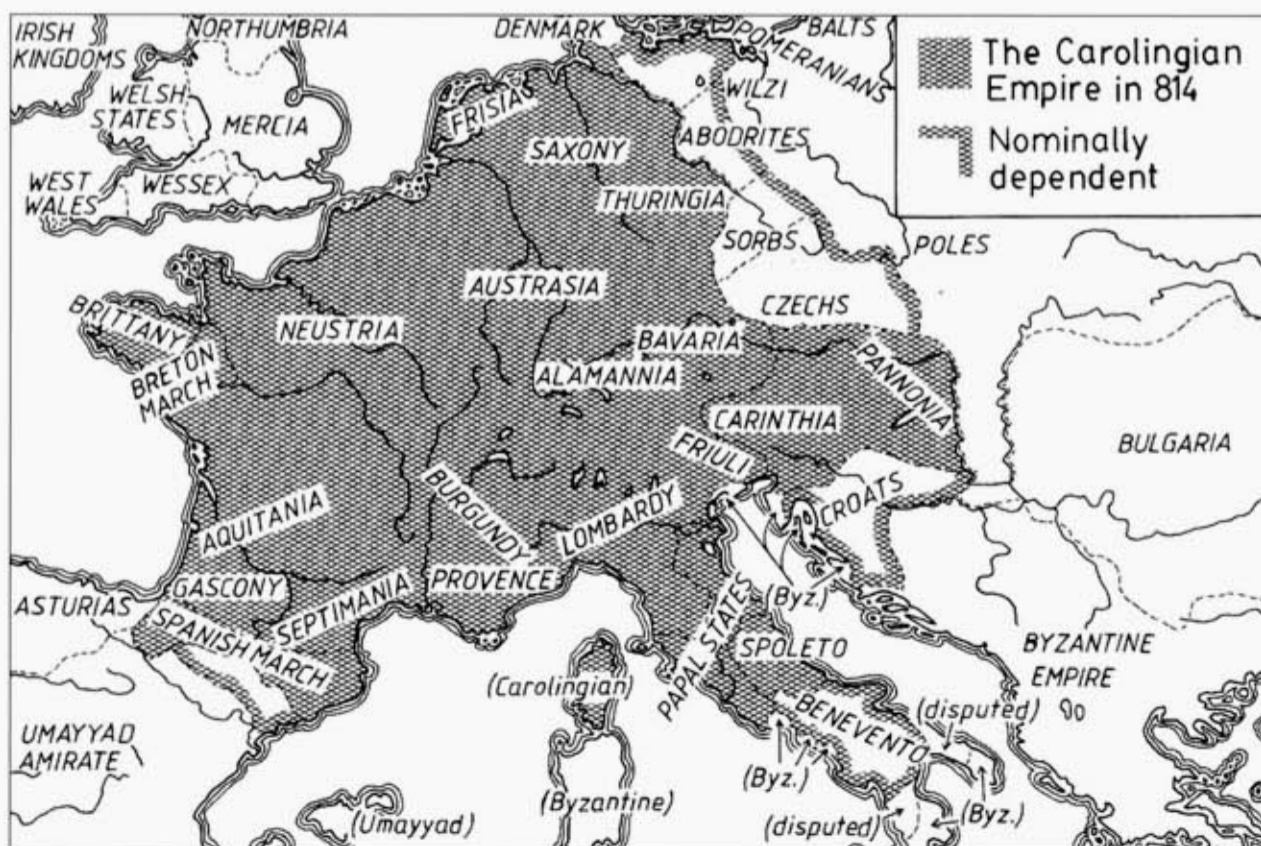 IRISH
KINGDOMS
NORTHUMBRIA
DENMARK
POMERANIANS
BALTS
The Carolingian
Empire in 814
Nominally
dependent
WELSH
STATES
MERCIA
FRISIA
WILZI
ABODRITES
SAXONY
WEST
WALES
WESSEX
THURINGIA
SORBS
POLES
AUSTRASIA
CZECHS
BRITTANY
NEUSTRIA
BAVARIA
BRETON
MARCH
ALAMANNIA
PANNONIA
CARINTHIA
FRIULI
BULGARIA
BURGUNDY
LOMBARDY
CROATS
AQUITANIA
GASCONY
SEPTIMANIA
PROVENCE
(Byz.)
ASTURIAS
SPANISH MARCH
PAPAL STATES
SPOLETO
BYZANTINE
EMPIRE
(Carolingian)
BENEVENTO
(disputed)
UMAYYAD
AMIRATE
(Byz.)
(Umayyad)
(Byzantine)
(disputed)
(Byz.)